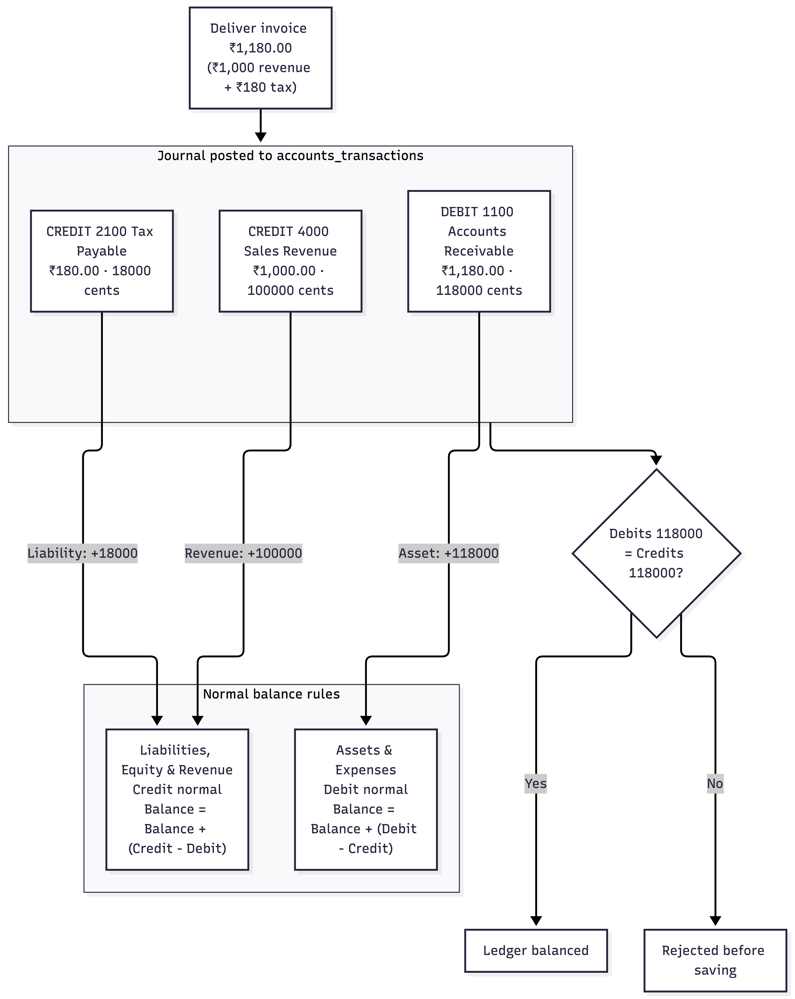 Deliver invoice
₹1,180.00
(₹1,000 revenue
+ ₹180 tax)
Journal posted to accounts_transactions
CREDIT 2100 Tax
Payable
₹180.00 · 18000
cents
CREDIT 4000
Sales Revenue
₹1,000.00 ·
100000 cents
DEBIT 1100
Accounts
Receivable
₹1,180.00 ·
118000 cents
Liability: +18000
Revenue: +100000
Asset: +118000
Debits 118000
= Credits
118000?
Normal balance rules
Liabilities,
Equity & Revenue
Credit normal
Balance =
Balance +
(Credit - Debit)
Assets &
Expenses
Debit normal
Balance =
Balance + (Debit
- Credit)
Yes
No
Ledger balanced
Rejected before
saving